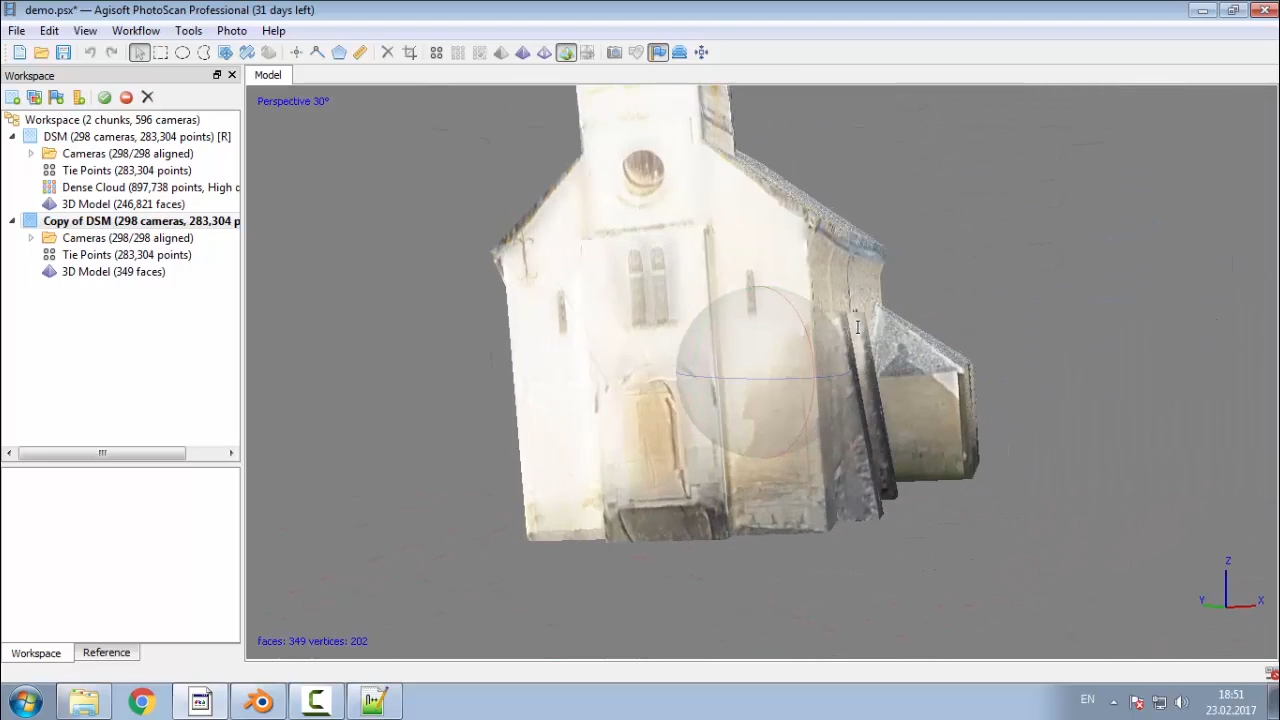 demo.psx* — Agisoft PhotoScan Professional (31 days left)
File Edit View Workflow Tools Photo Help
Workspace
Model
Perspective 30°
Workspace (2 chunks, 596 cameras)
DSM (298 cameras, 283,304 points) [R]
Cameras (298/298 aligned)
Tie Points (283,304 points)
Dense Cloud (897,738 points, High
3D Model (246,821 faces)
Copy of DSM (298 cameras, 283,304 p
Cameras (298/298 aligned)
Tie Points (283,304 points)
3D Model (349 faces)
Z
Y X
faces: 349 vertices: 202
Workspace Reference
EN
18:51
23.02.2017